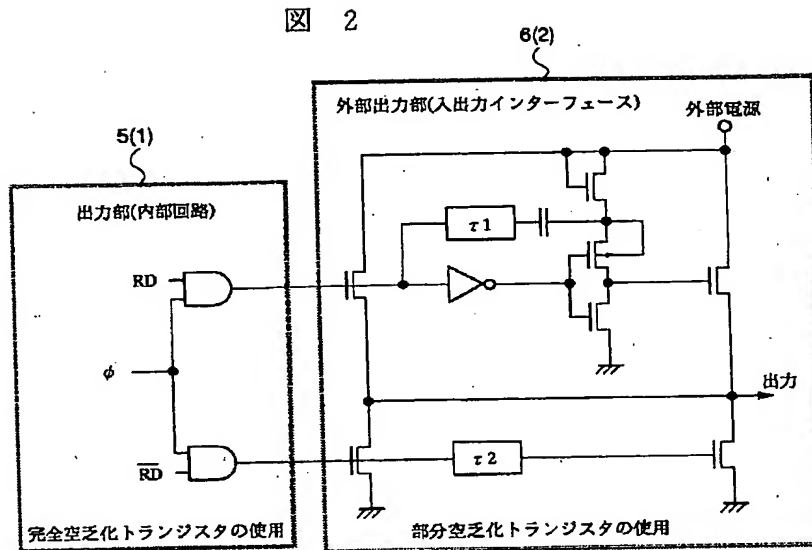 図 2
6(2)
5(1)
外部出力部(入出力インターフェース)
外部電源
出力部(内部回路)
τ1
RD
φ
出力
R̅D̅
τ2
完全空乏化トランジスタの使用
部分空乏化トランジスタの使用